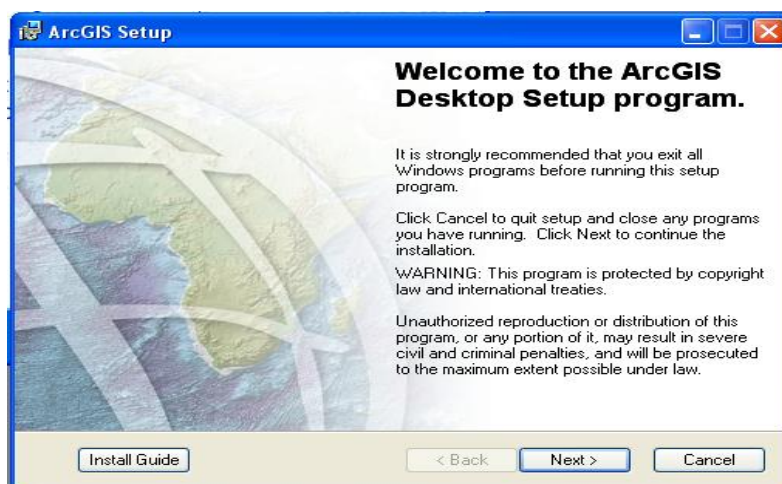 ArcGIS Setup
Welcome to the ArcGIS
Desktop Setup program.
It is strongly recommended that you exit all
Windows programs before running this setup
program.
Click Cancel to quit setup and close any programs
you have running. Click Next to continue the
installation.
WARNING: This program is protected by copyright
law and international treaties.
Unauthorized reproduction or distribution of this
program, or any portion of it, may result in severe
civil and criminal penalties, and will be prosecuted
to the maximum extent possible under law.
Install Guide
< Back
Next >
Cancel